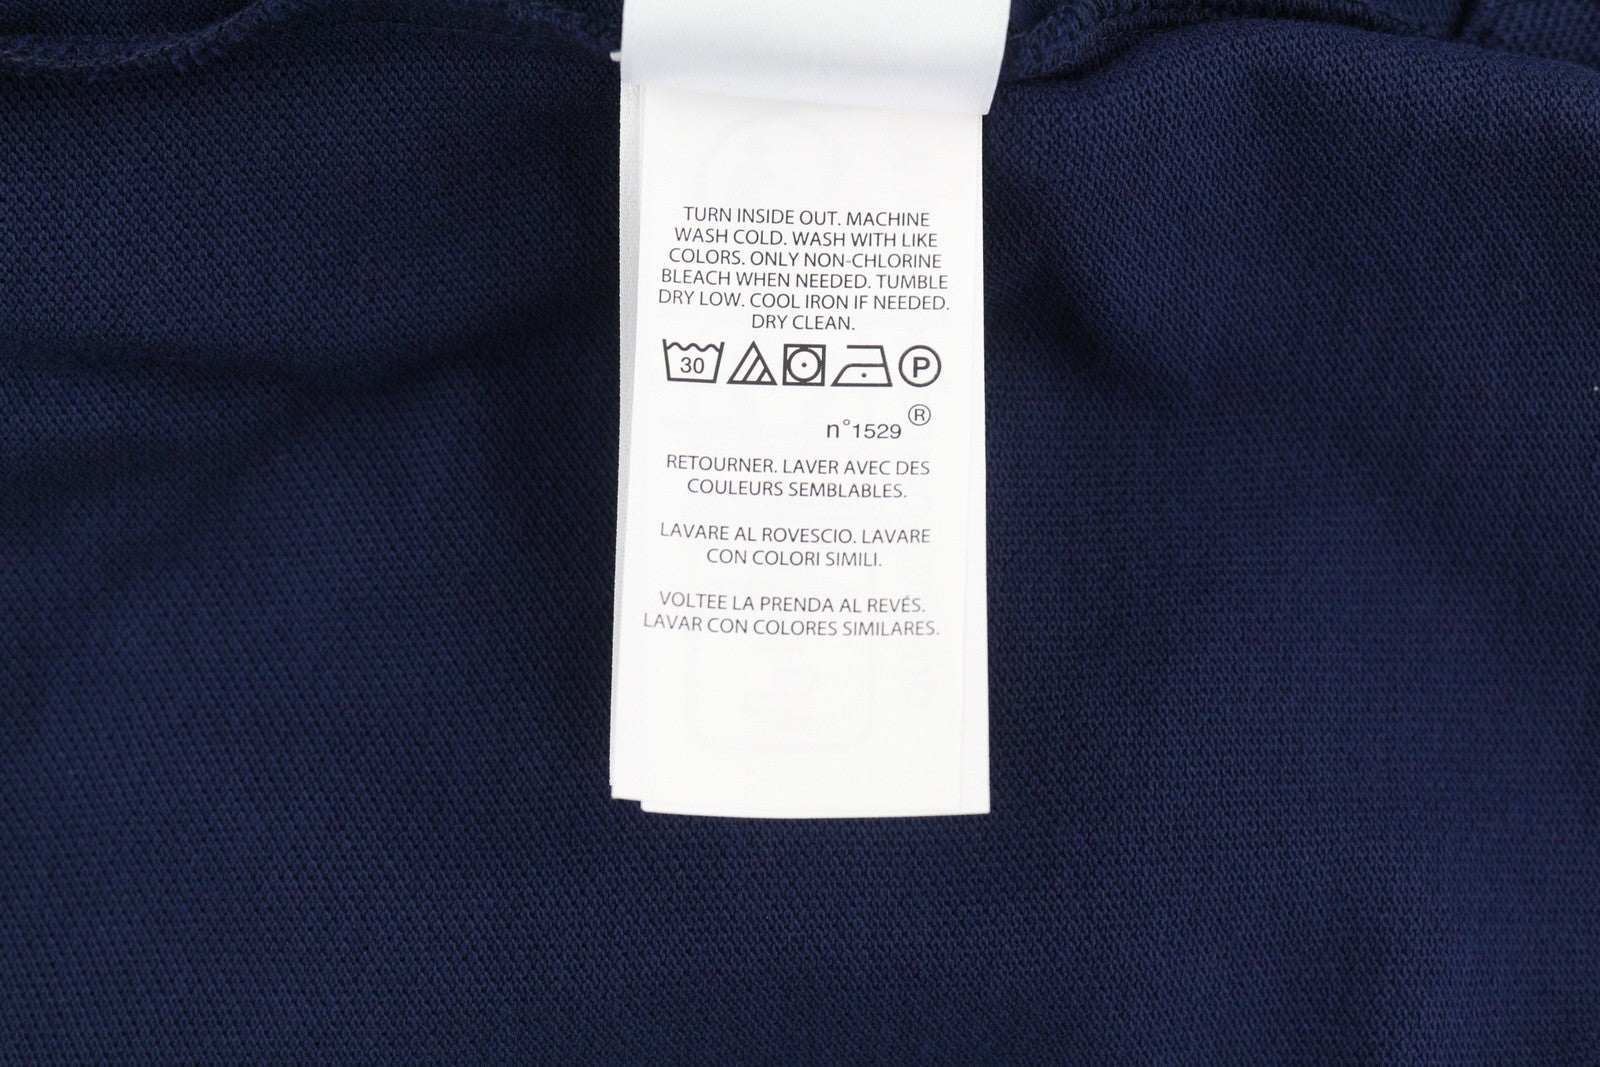 TURN INSIDE OUT. MACHINE
WASH COLD. WASH WITH LIKE
COLORS. ONLY NON-CHLORINE
BLEACH WHEN NEEDED. TUMBLE
DRY LOW. COOL IRON IF NEEDED.
DRY CLEAN.
30 P
n°1529 ®
RETOURNER. LAVER AVEC DES
COULEURS SEMBLABLES.
LAVARE AL ROVESCIO. LAVARE
CON COLORI SIMILI.
VOLTEE LA PRENDA AL REVÉS.
LAVAR CON COLORES SIMILARES.